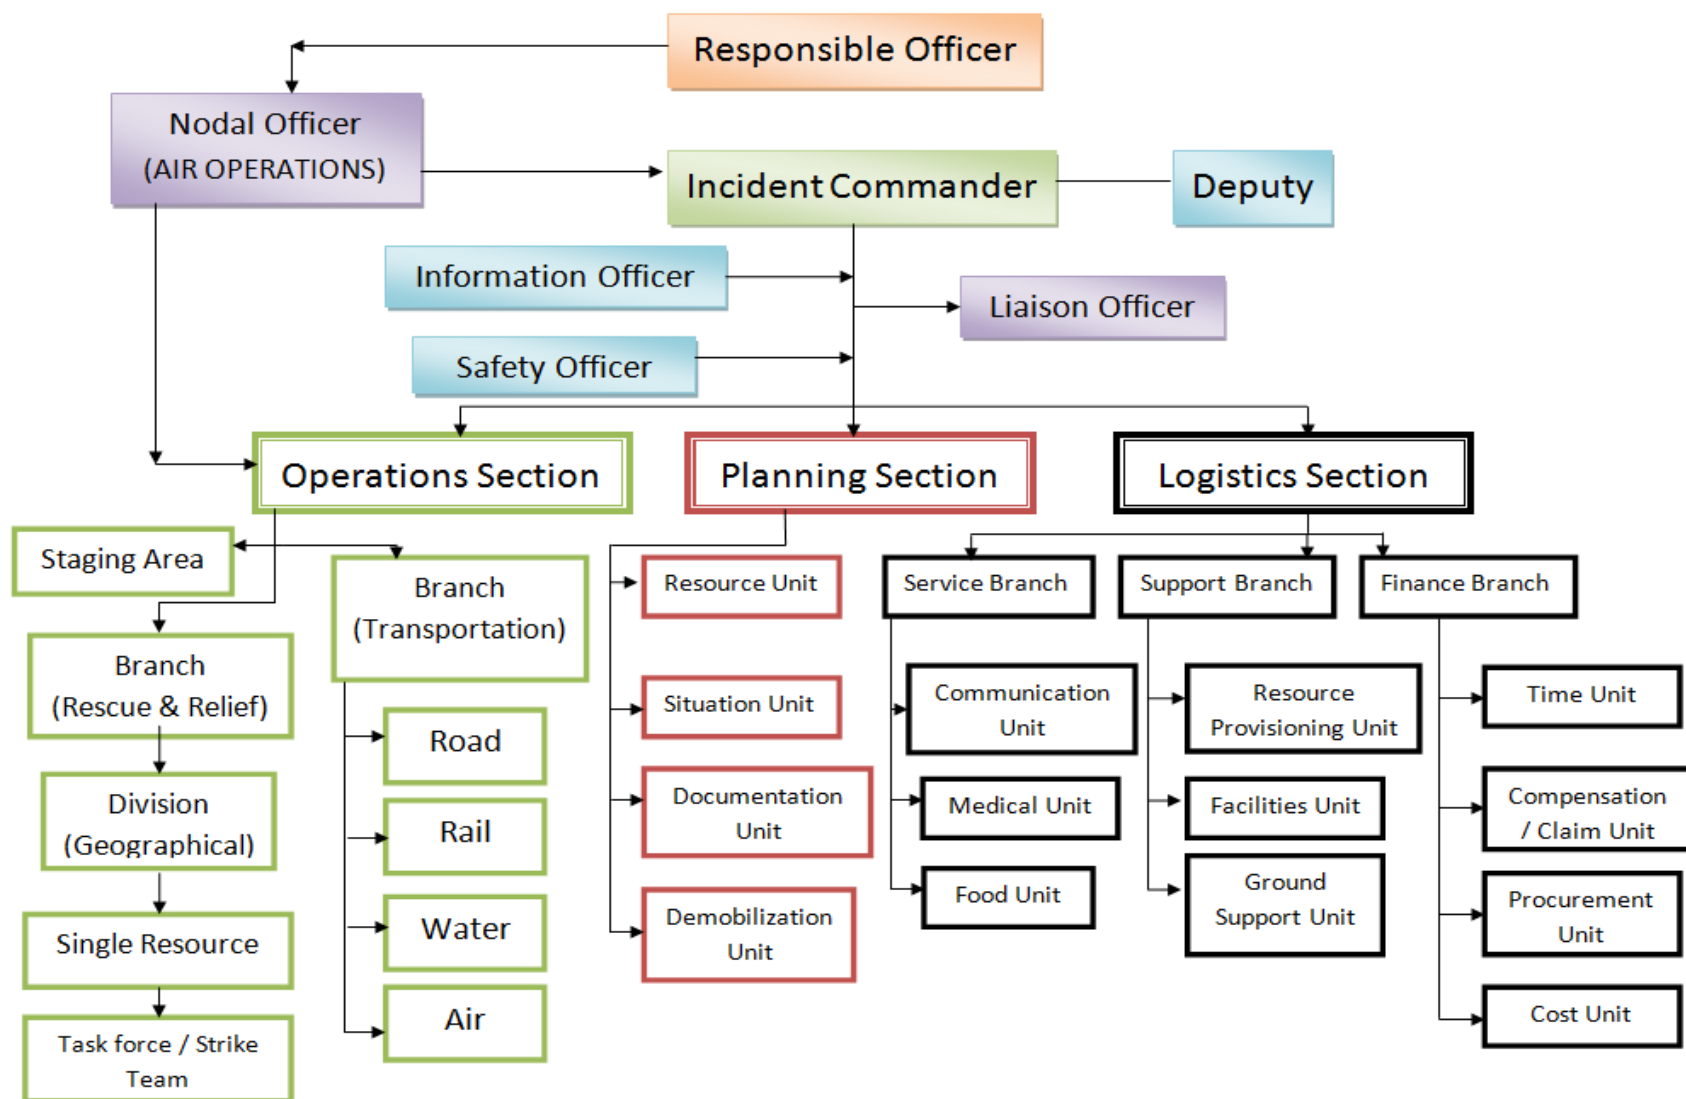 Responsible Officer
Nodal Officer
(AIR OPERATIONS)
Incident Commander
Deputy
Information Officer
Liaison Officer
Safety Officer
Operations Section
Planning Section
Logistics Section
Staging Area
Branch
(Transportation)
Branch
(Rescue & Relief)
Division
(Geographical)
Single Resource
Task force / Strike
Team
Road
Rail
Water
Air
Resource Unit
Situation Unit
Documentation
Unit
Demobilization
Unit
Service Branch
Support Branch
Finance Branch
Communication
Unit
Medical Unit
Food Unit
Resource
Provisioning Unit
Facilities Unit
Ground
Support Unit
Time Unit
Compensation
/ Claim Unit
Procurement
Unit
Cost Unit